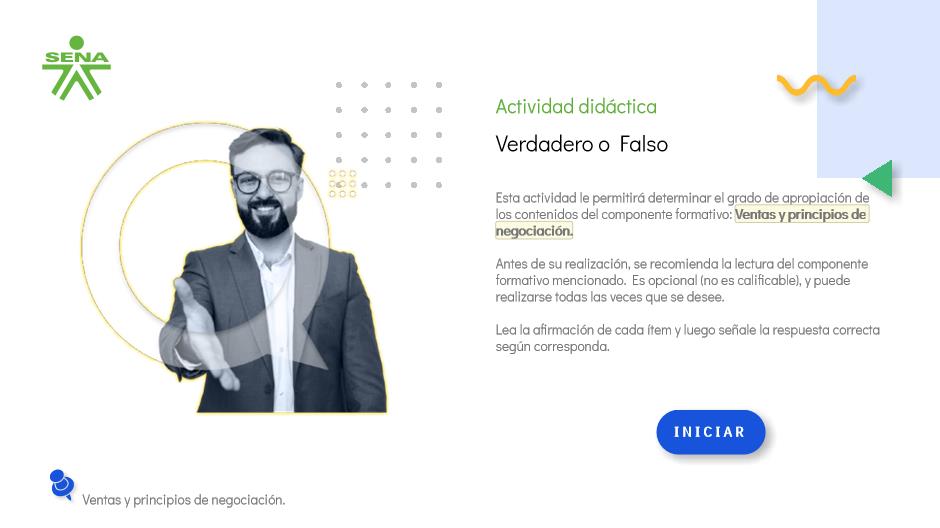 SENA
Actividad didáctica
Verdadero o Falso
Esta actividad le permitirá determinar el grado de apropiación de
los contenidos del componente formativo: Ventas y principios de
negociación.
Antes de su realización, se recomienda la lectura del componente
formativo mencionado. Es opcional (no es calificable), y puede
realizarse todas las veces que se desee.
Lea la afirmación de cada ítem y luego señale la respuesta correcta
según corresponda.
INICIAR
Ventas y principios de negociación.